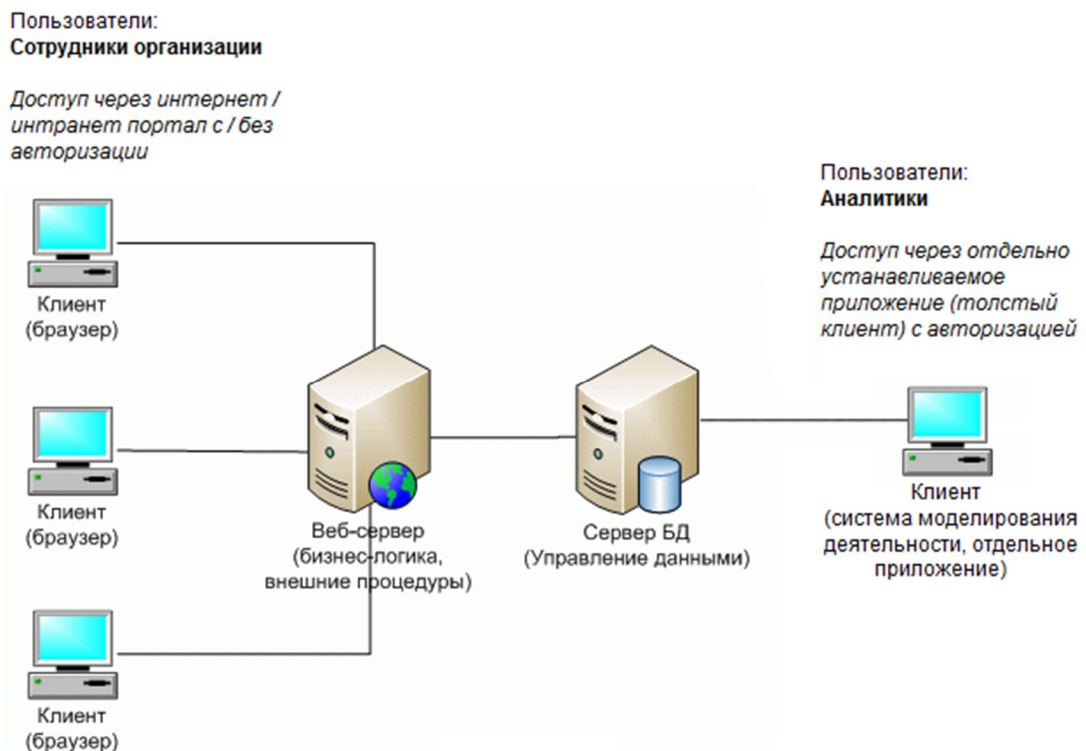 Пользователи:
Сотрудники организации
Доступ через интернет /
интранет портал с / без
авторизации
Пользователи:
Аналитики
Доступ через отдельно
устанавливаемое
приложение (толстый
клиент) с авторизацией
Клиент
(браузер)
Клиент
(браузер)
Веб-сервер
(бизнес-логика,
внешние процедуры)
Сервер БД
(Управление данными)
Клиент
(система моделирования
деятельности, отдельное
приложение)
Клиент
(браузер)